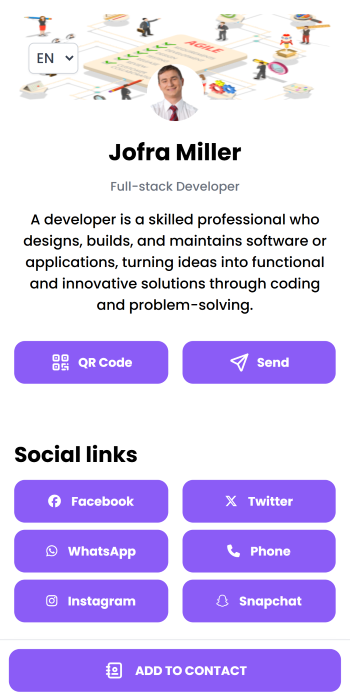 AGILE
EN
Jofra Miller
Full-stack Developer
A developer is a skilled professional who
designs, builds, and maintains software or
applications, turning ideas into functional
and innovative solutions through coding
and problem-solving.
QR Code
Send
Social links
Facebook
Twitter
WhatsApp
Phone
Instagram
Snapchat
ADD TO CONTACT